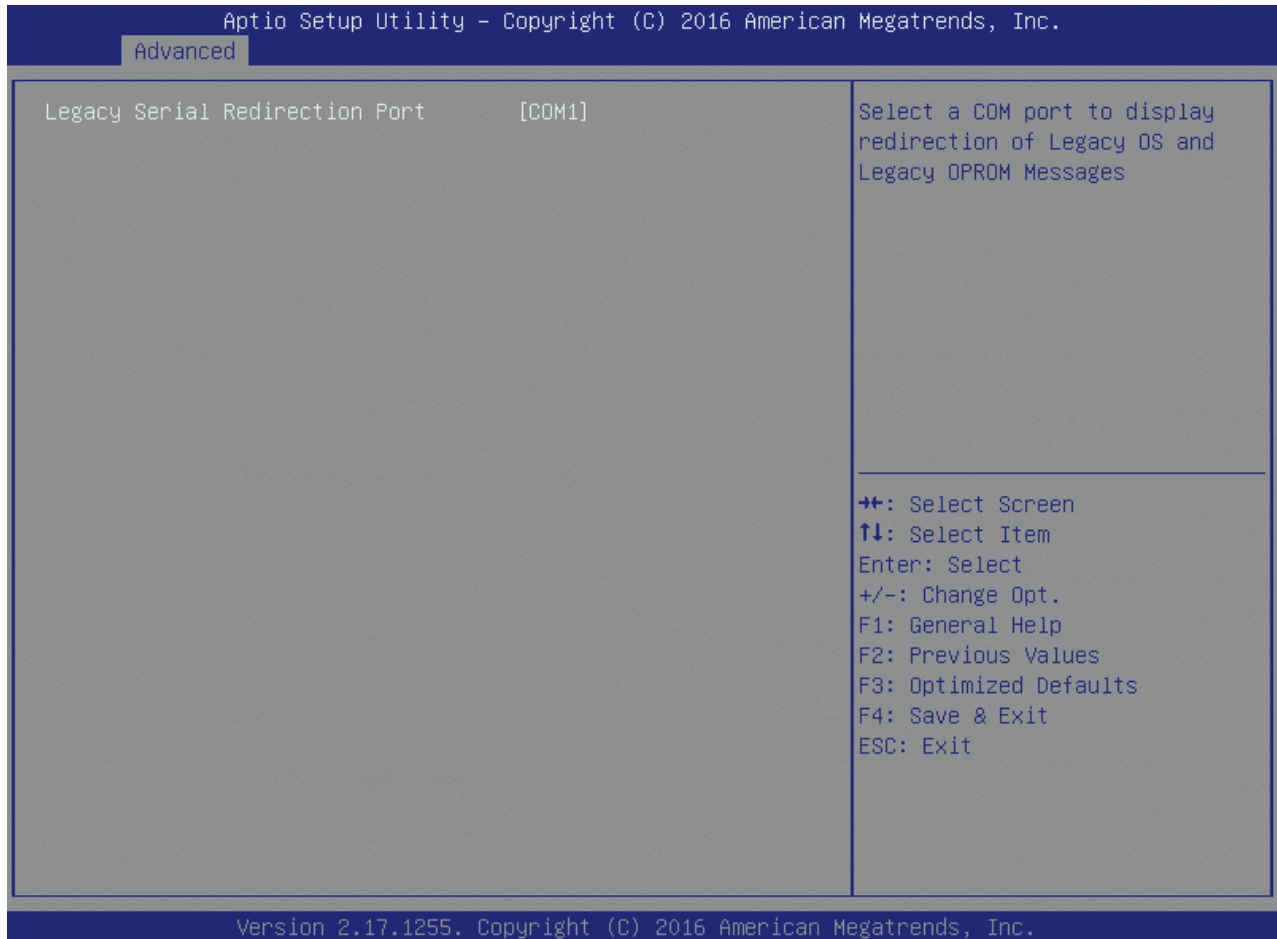 Aptio Setup Utility – Copyright (C) 2016 American Megatrends, Inc.
Advanced
Legacy Serial Redirection Port [COM1]
Select a COM port to display
redirection of Legacy OS and
Legacy OPROM Messages
→←: Select Screen
↑↓: Select Item
Enter: Select
+/-: Change Opt.
F1: General Help
F2: Previous Values
F3: Optimized Defaults
F4: Save & Exit
ESC: Exit
Version 2.17.1255. Copyright (C) 2016 American Megatrends, Inc.